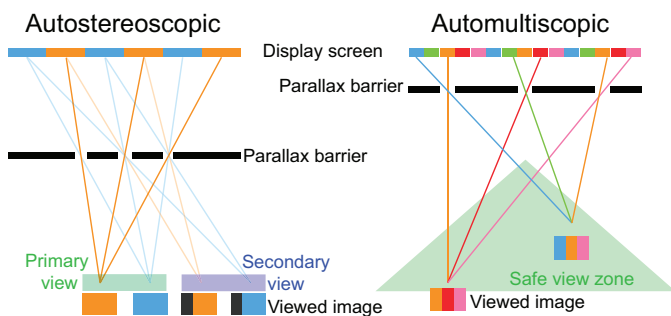 Autostereoscopic
Automultiscopic
Display screen
Parallax barrier
Parallax barrier
Primary
view
Secondary
view
Viewed image
Safe view zone
Viewed image